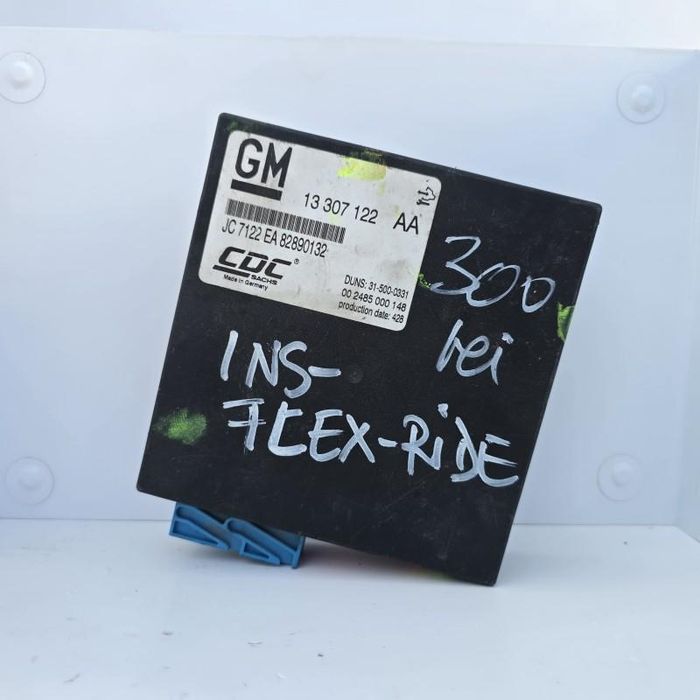 GM
13 307 122 AA
JC 7122 EA 82890132
CDC®
SACHS
Made in Germany
DUNS: 31-500-0331
00 2485 000 148
production date: 428
300
lei
INS-
FLEX-RiDE